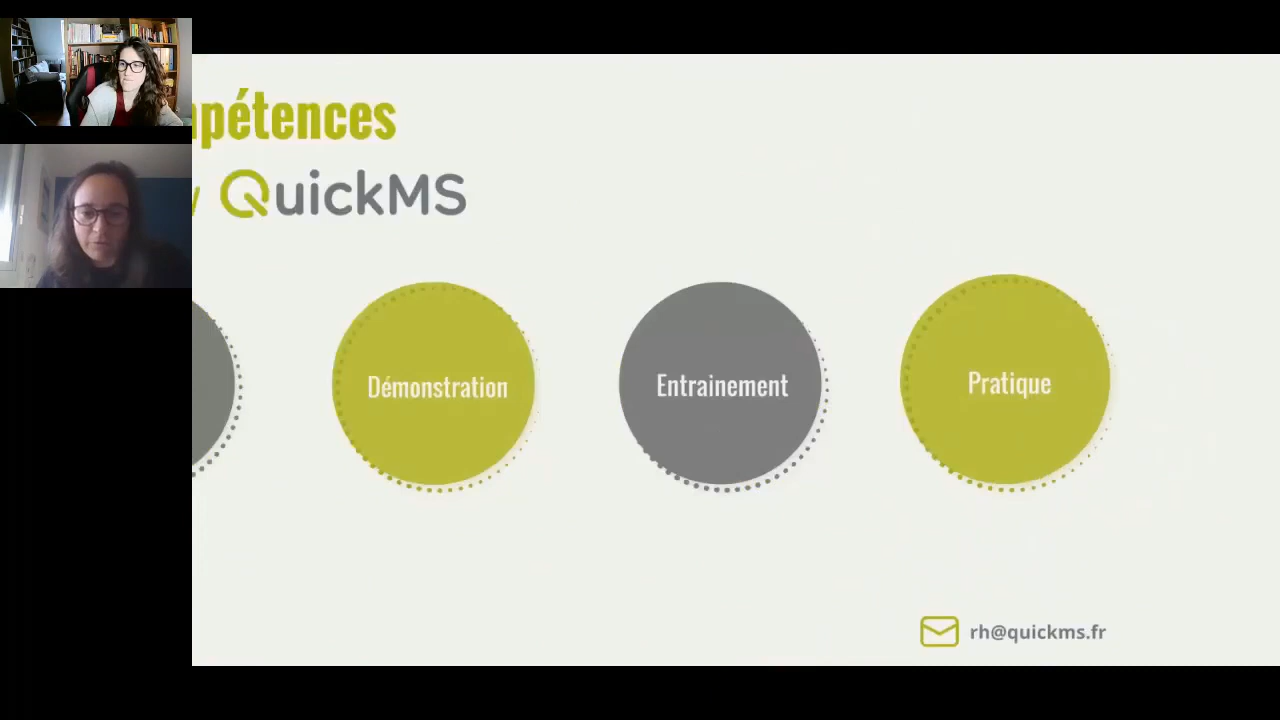 pétences
QuickMS
Démonstration
Entrainement
Pratique
rh@quickms.fr